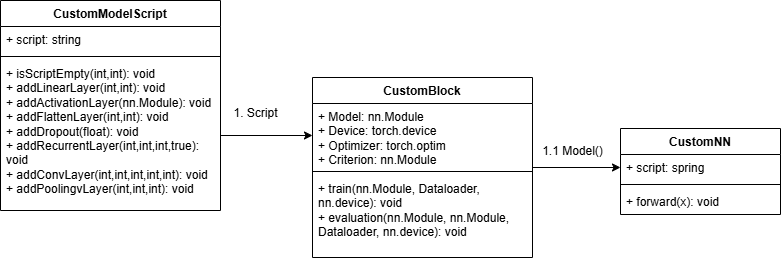 CustomModelScript
+ script: string
+ isScriptEmpty(int,int): void
+ addLinearLayer(int,int): void
+ addActivationLayer(nn.Module): void
+ addFlattenLayer(int,int): void
+ addDropout(float): void
+ addRecurrentLayer(int,int,int,true):
void
+ addConvLayer(int,int,int,int,int): void
+ addPoolingvLayer(int,int,int): void
1. Script
CustomBlock
+ Model: nn.Module
+ Device: torch.device
+ Optimizer: torch.optim
+ Criterion: nn.Module
+ train(nn.Module, Dataloader,
nn.device): void
+ evaluation(nn.Module, nn.Module,
Dataloader, nn.device): void
1.1 Model()
CustomNN
+ script: spring
+ forward(x): void